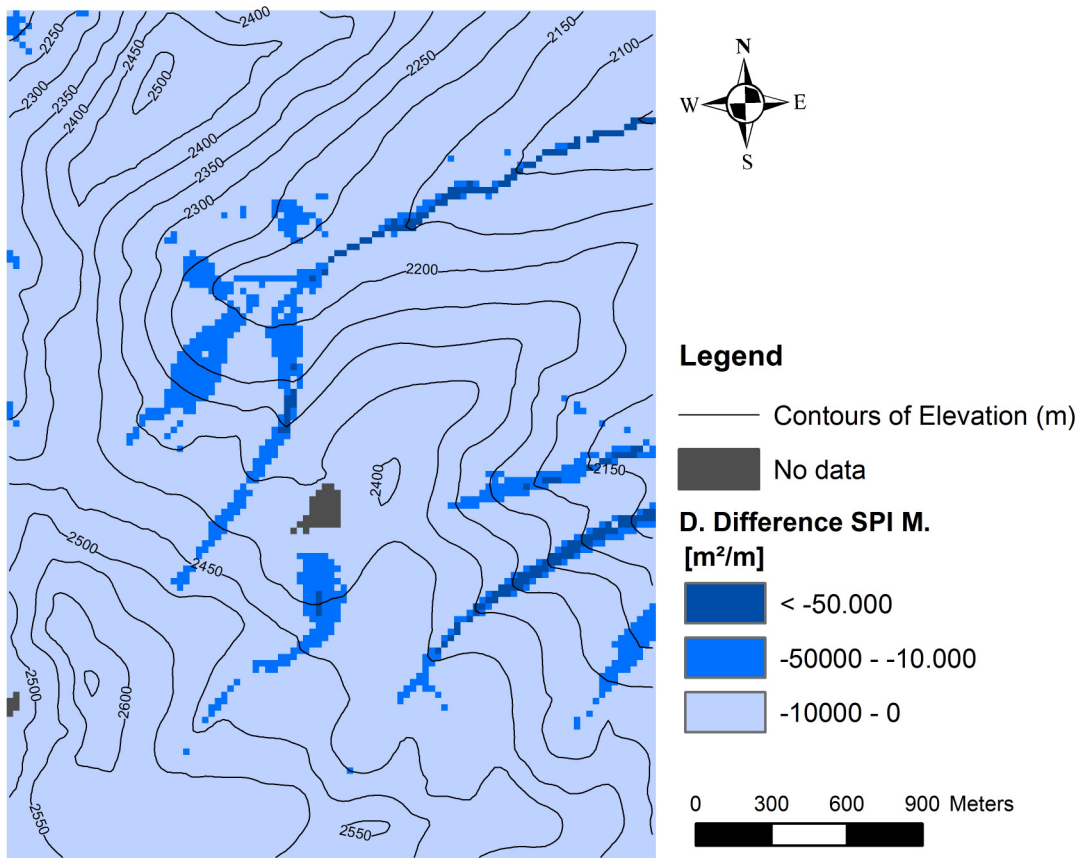 2400
2150
2450
2250
2100
2250
2300
2350
2500
2400
2400
2350
2300
2200
2400
2150
2500
2450
2500
2600
2550
2550
N
W
E
S
Legend
Contours of Elevation (m)
No data
D. Difference SPI M.
[m²/m]
< -50.000
-50000 - -10.000
-10000 - 0
0 300 600 900 Meters